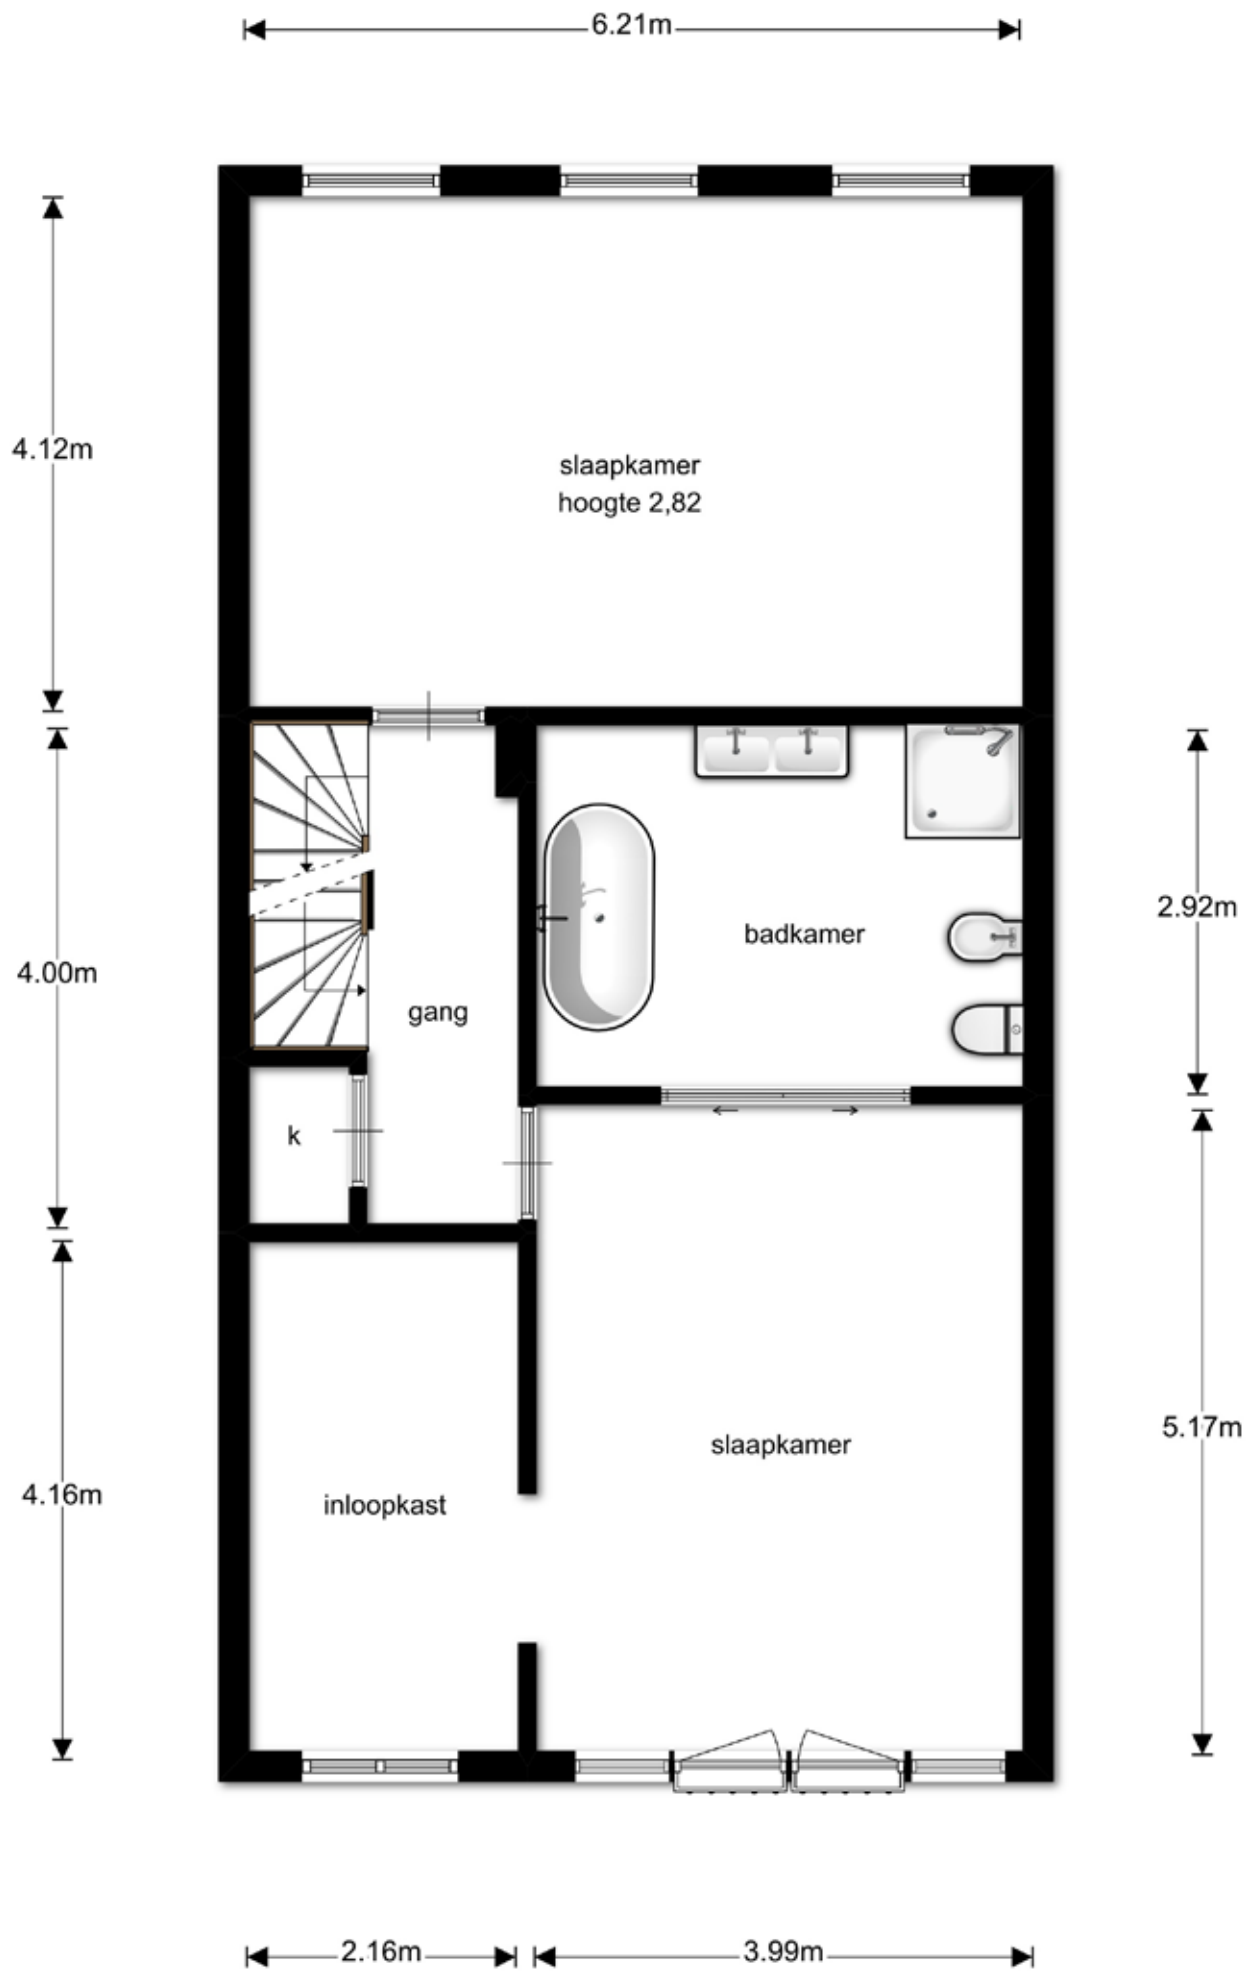 6.21m
4.12m
slaapkamer
hoogte 2,82
2.92m
badkamer
4.00m
gang
k
5.17m
slaapkamer
4.16m
inloopkast
2.16m
3.99m